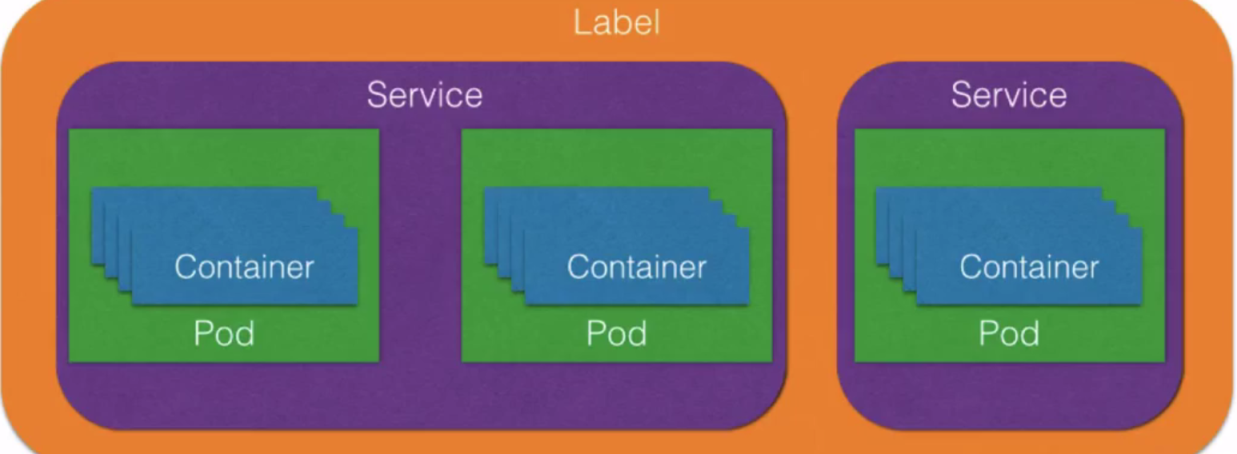 Label
Service
Service
Container
Container
Container
Pod
Pod
Pod